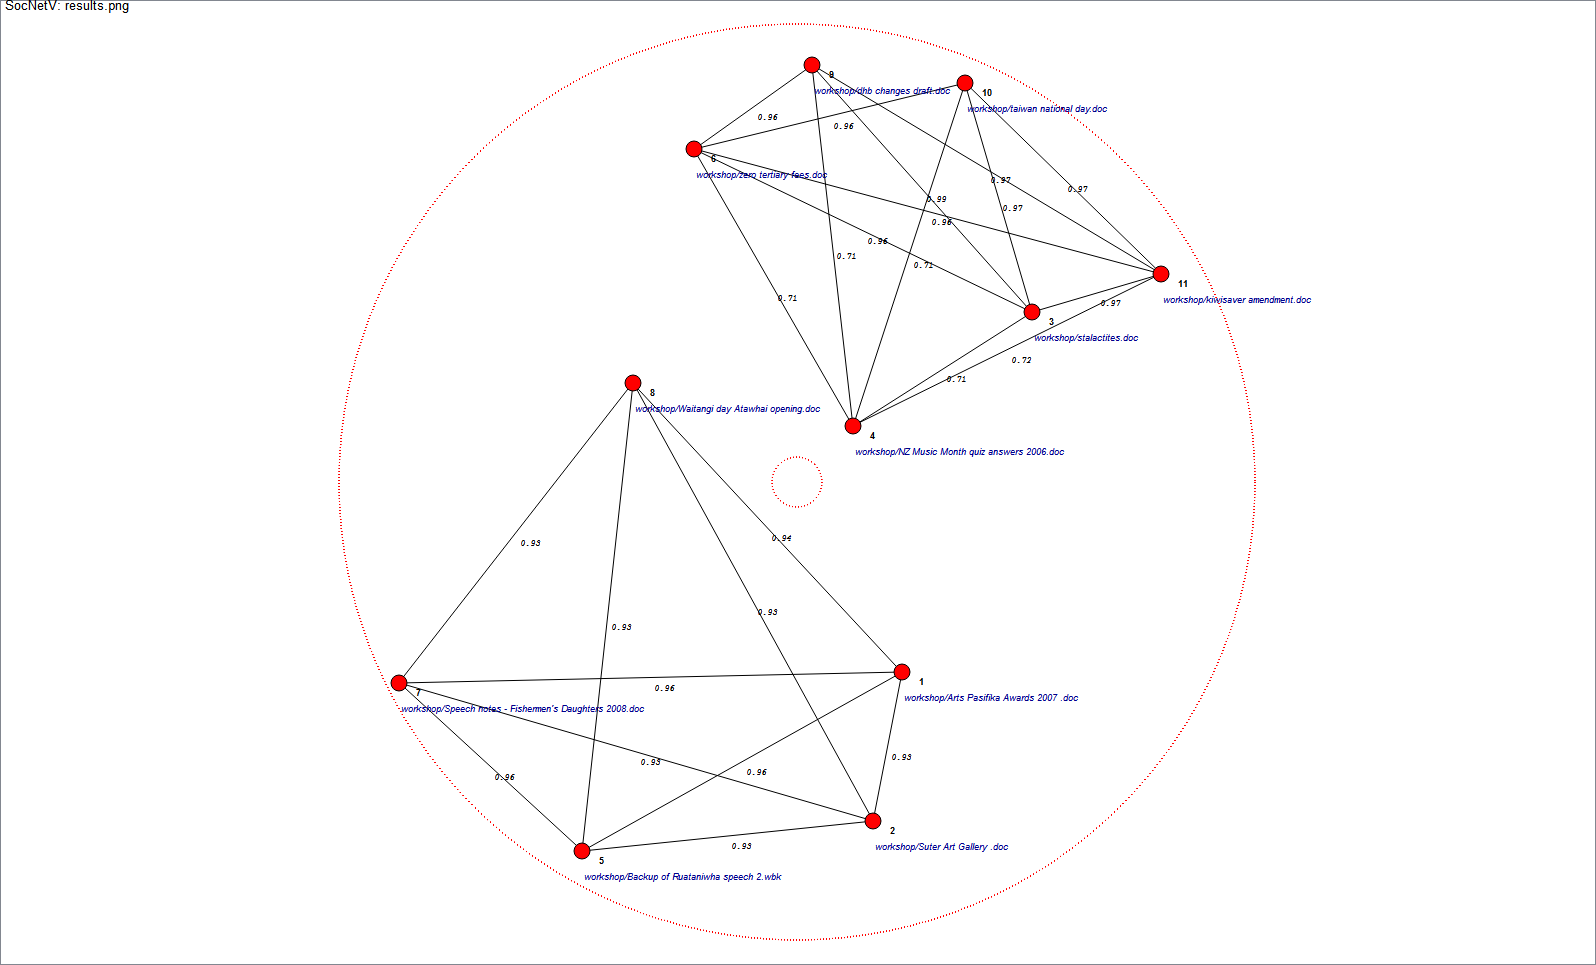 SocNetV: results.png
9
workshop/dhb changes draft.doc
10
workshop/taiwan national day.doc
0.96
0.96
6
workshop/zero tertiary fees.doc
0.97
0.97
0.99
0.97
0.96
0.96
0.71
0.71
11
workshop/kiwisaver amendment.doc
0.71
0.97
3
workshop/stalactites.doc
0.72
0.71
8
workshop/Waitangi day Atawhai opening.doc
4
workshop/NZ Music Month quiz answers 2006.doc
0.94
0.93
0.93
0.93
1
0.96
7
workshop/Arts Pasifika Awards 2007 .doc
workshop/Speech notes - Fishermen's Daughters 2008.doc
0.93
0.93
0.96
0.96
2
0.93
workshop/Suter Art Gallery .doc
5
workshop/Backup of Ruataniwha speech 2.wbk